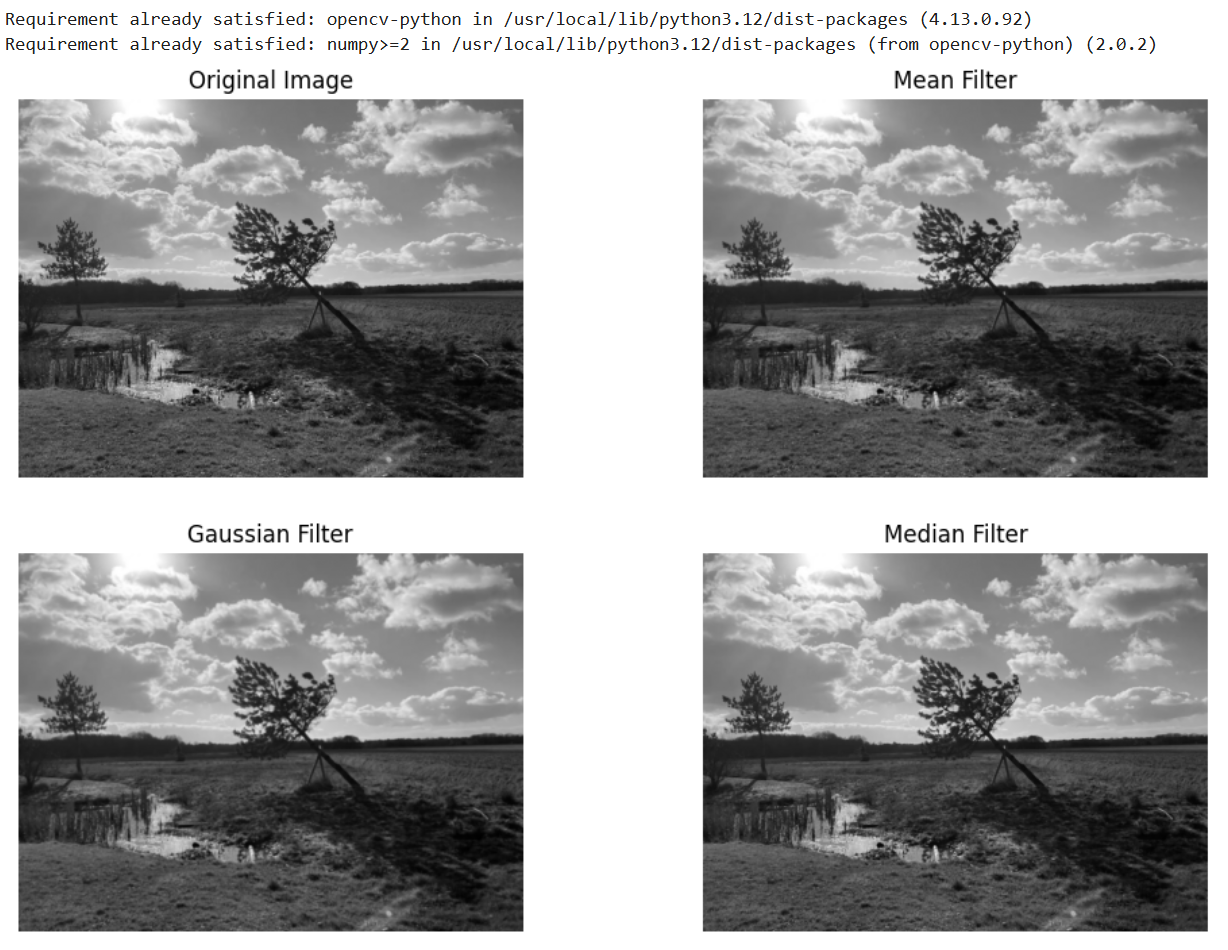 Requirement already satisfied: opencv-python in /usr/local/lib/python3.12/dist-packages (4.13.0.92)
Requirement already satisfied: numpy>=2 in /usr/local/lib/python3.12/dist-packages (from opencv-python) (2.0.2)
Original Image
Mean Filter
Gaussian Filter
Median Filter